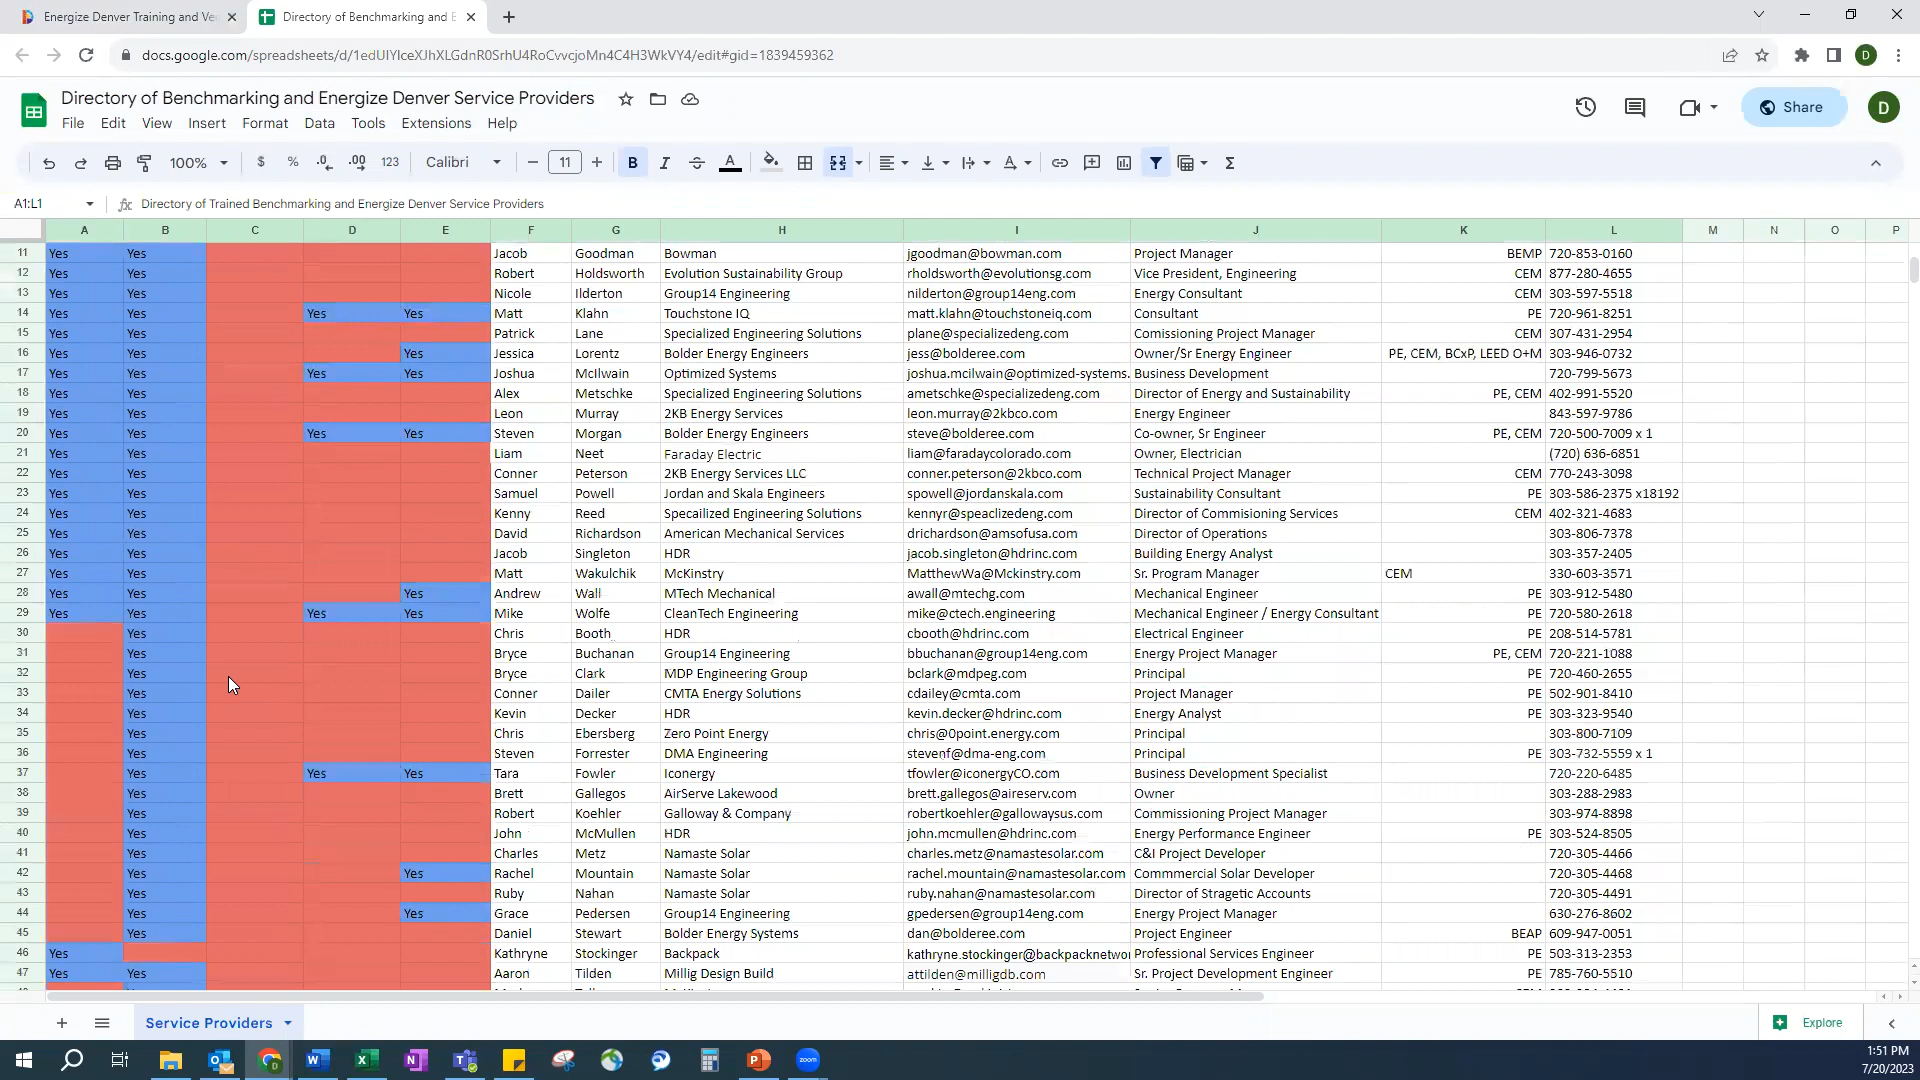 Energize Denver Training and Ve
Directory of Benchmarking and E
docs.google.com/spreadsheets/d/1edUIYIceXJhXLGdnR0SrhU4RoCvvcjoMn4C4H3WkVY4/edit#gid=1839459362
D
Directory of Benchmarking and Energize Denver Service Providers
Share
D
File Edit View Insert Format Data Tools Extensions Help
100% $ % .0 .00 123 Calibri 11 B I A Σ
A1:L1 fx Directory of Trained Benchmarking and Energize Denver Service Providers
A B C D E F G H I J K L M N O P
11 Yes Yes Jacob Goodman Bowman jgoodman@bowman.com Project Manager BEMP 720-853-0160
12 Yes Yes Robert Holdsworth Evolution Sustainability Group rholdsworth@evolutionsg.com Vice President, Engineering CEM 877-280-4655
13 Yes Yes Nicole Ilderton Group14 Engineering nilderton@group14eng.com Energy Consultant CEM 303-597-5518
14 Yes Yes Yes Yes Matt Klahn Touchstone IQ matt.klahn@touchstoneiq.com Consultant PE 720-961-8251
15 Yes Yes Patrick Lane Specialized Engineering Solutions plane@specializedeng.com Comissioning Project Manager CEM 307-431-2954
16 Yes Yes Yes Jessica Lorentz Bolder Energy Engineers jess@bolderee.com Owner/Sr Energy Engineer PE, CEM, BCxP, LEED O+M 303-946-0732
17 Yes Yes Yes Yes Joshua McIlwain Optimized Systems joshua.mcilwain@optimized-systems. Business Development 720-799-5673
18 Yes Yes Alex Metschke Specialized Engineering Solutions ametschke@specializedeng.com Director of Energy and Sustainability PE, CEM 402-991-5520
19 Yes Yes Leon Murray 2KB Energy Services leon.murray@2kbco.com Energy Engineer 843-597-9786
20 Yes Yes Yes Yes Steven Morgan Bolder Energy Engineers steve@bolderee.com Co-owner, Sr Engineer PE, CEM 720-500-7009 x 1
21 Yes Yes Liam Neet Faraday Electric liam@faradaycolorado.com Owner, Electrician (720) 636-6851
22 Yes Yes Conner Peterson 2KB Energy Services LLC conner.peterson@2kbco.com Technical Project Manager CEM 770-243-3098
23 Yes Yes Samuel Powell Jordan and Skala Engineers spowell@jordanskala.com Sustainability Consultant PE 303-586-2375 x18192
24 Yes Yes Kenny Reed Specailized Engineering Solutions kennyr@speaclizedeng.com Director of Commisioning Services CEM 402-321-4683
25 Yes Yes David Richardson American Mechanical Services drichardson@amsofusa.com Director of Operations 303-806-7378
26 Yes Yes Jacob Singleton HDR jacob.singleton@hdrinc.com Building Energy Analyst 303-357-2405
27 Yes Yes Matt Wakulchik McKinstry MatthewWa@Mckinstry.com Sr. Program Manager CEM 330-603-3571
28 Yes Yes Yes Andrew Wall MTech Mechanical awall@mtechg.com Mechanical Engineer PE 303-912-5480
29 Yes Yes Yes Yes Mike Wolfe CleanTech Engineering mike@ctech.engineering Mechanical Engineer / Energy Consultant PE 720-580-2618
30 Yes Chris Booth HDR cbooth@hdrinc.com Electrical Engineer PE 208-514-5781
31 Yes Bryce Buchanan Group14 Engineering bbuchanan@group14eng.com Energy Project Manager PE, CEM 720-221-1088
32 Yes Bryce Clark MDP Engineering Group bclark@mdpeg.com Principal PE 720-460-2655
33 Yes Conner Dailer CMTA Energy Solutions cdailey@cmta.com Project Manager PE 502-901-8410
34 Yes Kevin Decker HDR kevin.decker@hdrinc.com Energy Analyst PE 303-323-9540
35 Yes Chris Ebersberg Zero Point Energy chris@0point.energy.com Principal 303-800-7109
36 Yes Steven Forrester DMA Engineering stevenf@dma-eng.com Principal PE 303-732-5559 x 1
37 Yes Yes Yes Tara Fowler Iconergy tfowler@iconergyCO.com Business Development Specialist 720-220-6485
38 Yes Brett Gallegos AirServe Lakewood brett.gallegos@aireserv.com Owner 303-288-2983
39 Yes Robert Koehler Galloway & Company robertkoehler@gallowaysus.com Commissioning Project Manager 303-974-8898
40 Yes John McMullen HDR john.mcmullen@hdrinc.com Energy Performance Engineer PE 303-524-8505
41 Yes Charles Metz Namaste Solar charles.metz@namastesolar.com C&I Project Developer 720-305-4466
42 Yes Yes Rachel Mountain Namaste Solar rachel.mountain@namastesolar.com Commmercial Solar Developer 720-305-4468
43 Yes Ruby Nahan Namaste Solar ruby.nahan@namastesolar.com Director of Stragetic Accounts 720-305-4491
44 Yes Yes Grace Pedersen Group14 Engineering gpedersen@group14eng.com Energy Project Manager 630-276-8602
45 Yes Daniel Stewart Bolder Energy Systems dan@bolderee.com Project Engineer BEAP 609-947-0051
46 Yes Kathryne Stockinger Backpack kathryne.stockinger@backpacknetwo Professional Services Engineer PE 503-313-2353
47 Yes Yes Aaron Tilden Millig Design Build attilden@milligdb.com Sr. Project Development Engineer PE 785-760-5510
Service Providers
Explore
1:51 PM
7/20/2023